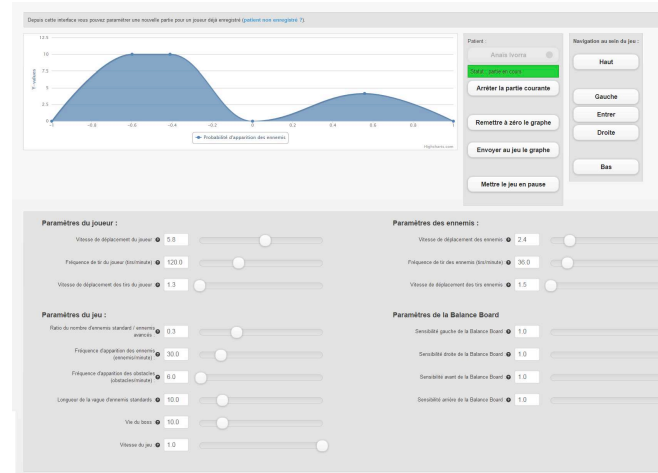 Depuis cette interface vous pouvez paramétrer une nouvelle partie pour un joueur déjà enregistré (patient non enregistré ?).
12.5
10
7.5
5
2.5
0
-1 -0.8 -0.6 -0.4 -0.2 0 0.2 0.4 0.6 0.8 1
Probabilité d'apparition des ennemis
Highcharts.com
Patient :
Anaïs Ivorra
Statut : partie en cours
Arrêter la partie courante
Remettre à zéro le graphe
Envoyer au jeu le graphe
Mettre le jeu en pause
Navigation au sein du jeu :
Haut
Gauche
Entrer
Droite
Bas
Paramètres du joueur :
Vitesse de déplacement du joueur 5.8
Fréquence de tir du joueur (tirs/minute) 120.0
Vitesse de déplacement des tirs du joueur 1.3
Paramètres des ennemis :
Vitesse de déplacement des ennemis 2.4
Fréquence de tir des ennemis (tirs/minute) 36.0
Vitesse de déplacement des tirs ennemis 1.5
Paramètres du jeu :
Ratio du nombre d'ennemis standard / ennemis
avancés 0.3
Fréquence d'apparition des ennemis
(ennemis/minute) 30.0
Fréquence d'apparition des obstacles
(obstacles/minute) 6.0
Longueur de la vague d'ennemis standards 10.0
Vie du boss 10.0
Vitesse du jeu 1.0
Paramètres de la Balance Board
Sensibilité gauche de la Balance Board 1.0
Sensibilité droite de la Balance Board 1.0
Sensibilité avant de la Balance Board 1.0
Sensibilité arrière de la Balance Board 1.0